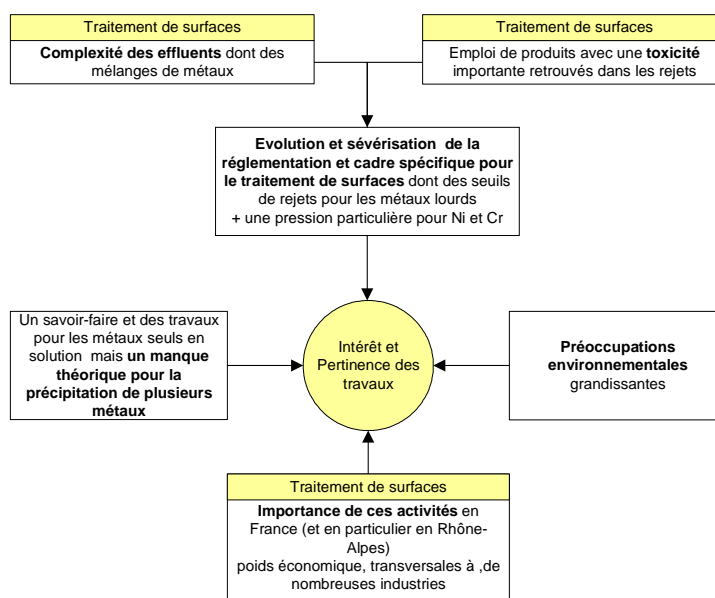 Traitement de surfaces
Complexité des effluents dont des
mélanges de métaux
Traitement de surfaces
Emploi de produits avec une toxicité
importante retrouvés dans les rejets
Evolution et sévérisation de la
réglementation et cadre spécifique pour
le traitement de surfaces dont des seuils
de rejets pour les métaux lourds
+ une pression particulière pour Ni et Cr
Un savoir-faire et des travaux
pour les métaux seuls en
solution mais un manque
théorique pour la
précipitation de plusieurs
métaux
Intérêt et
Pertinence des
travaux
Préoccupations
environnementales
grandissantes
Traitement de surfaces
Importance de ces activités en
France (et en particulier en Rhône-
Alpes)
poids économique, transversales à ,de
nombreuses industries